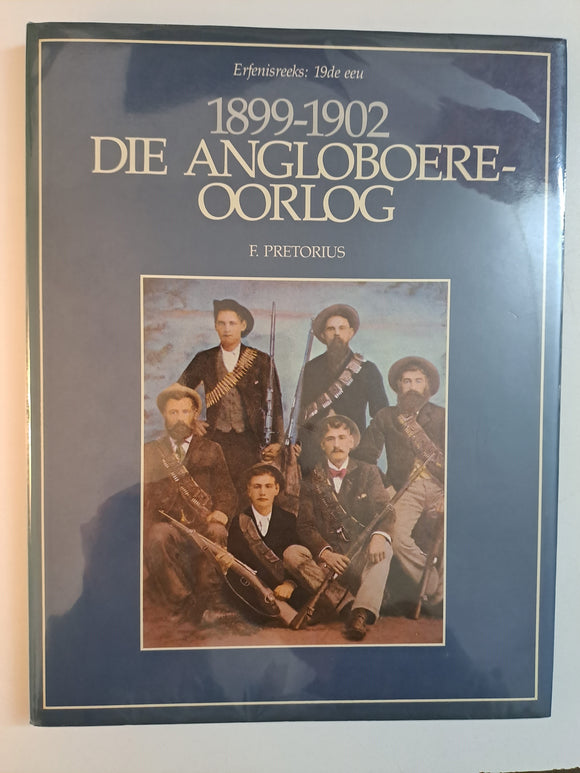 Erfenisreeks: 19de eeu
1899-1902
DIE ANGLOBOERE-
OORLOG
F. PRETORIUS